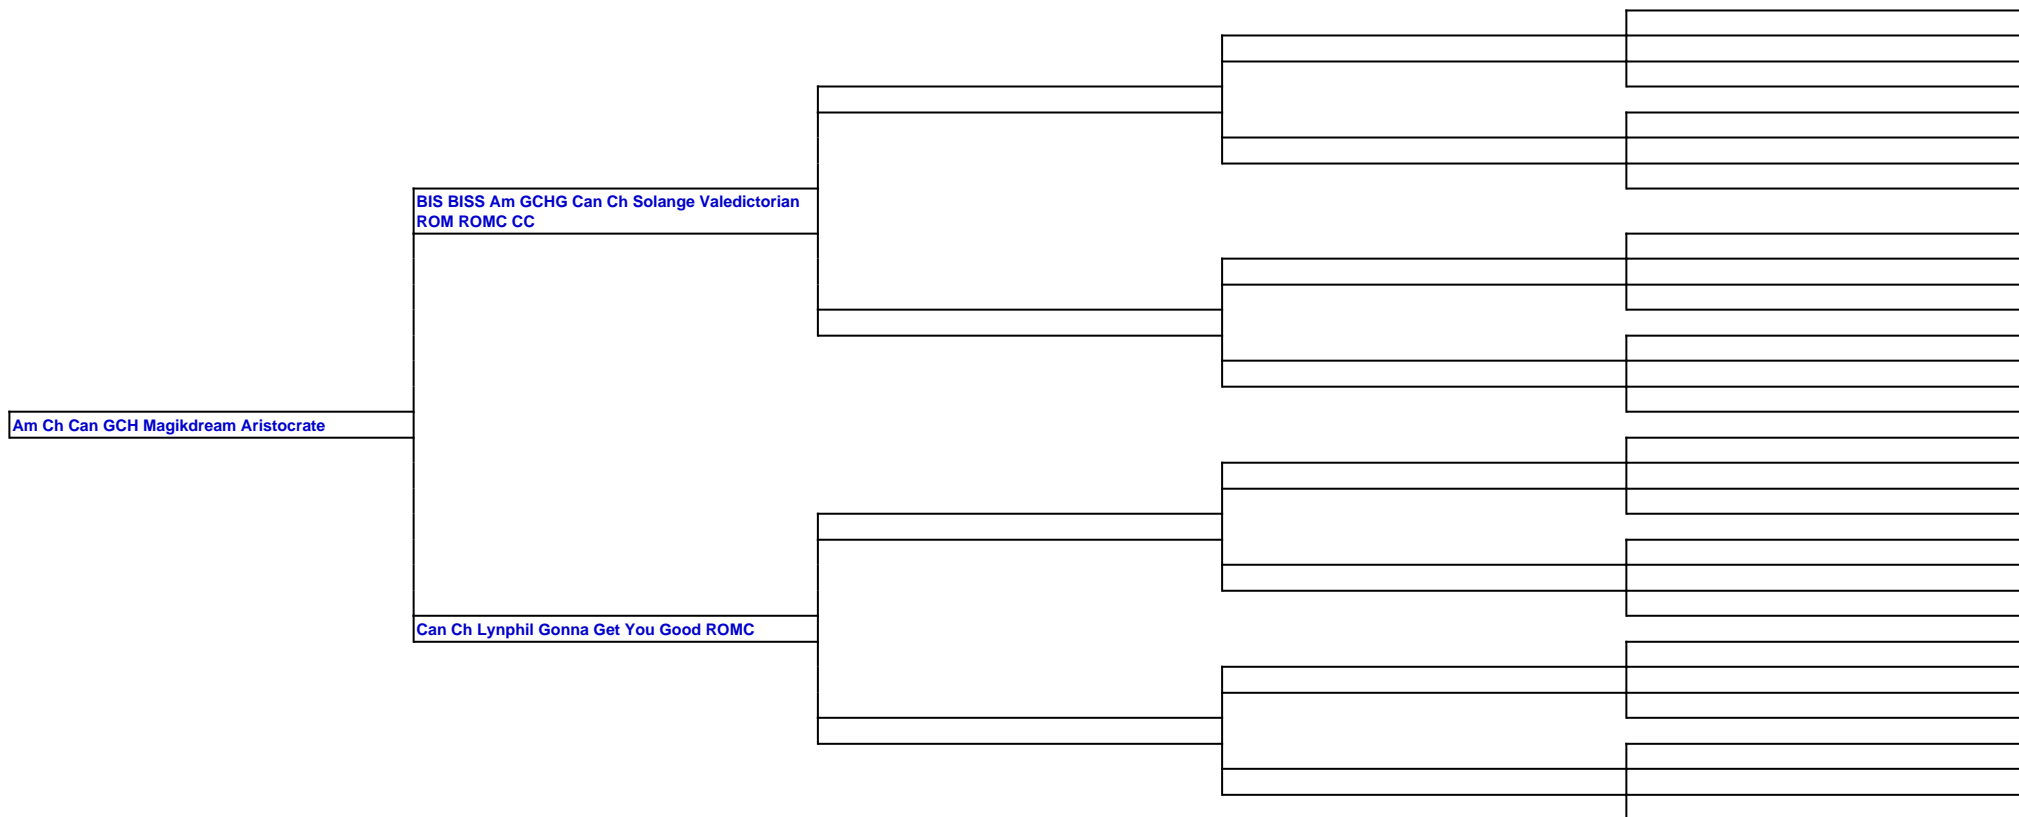 BIS BISS Am GCHG Can Ch Solange Valedictorian
ROM ROMC CC
Am Ch Can GCH Magikdream Aristocrate
Can Ch Lynphil Gonna Get You Good ROMC